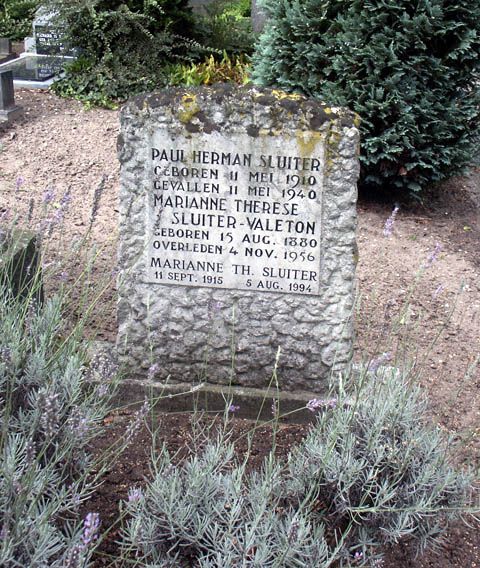 PAUL HERMAN SLUITER
GEBOREN 11 MEI 1910
GEVALLEN 11 MEI 1940
MARIANNE THERESE
SLUITER-VALETON
GEBOREN 15 AUG. 1880
OVERLEDEN 4 NOV. 1956
MARIANNE TH. SLUITER
11 SEPT. 1915 5 AUG. 1994